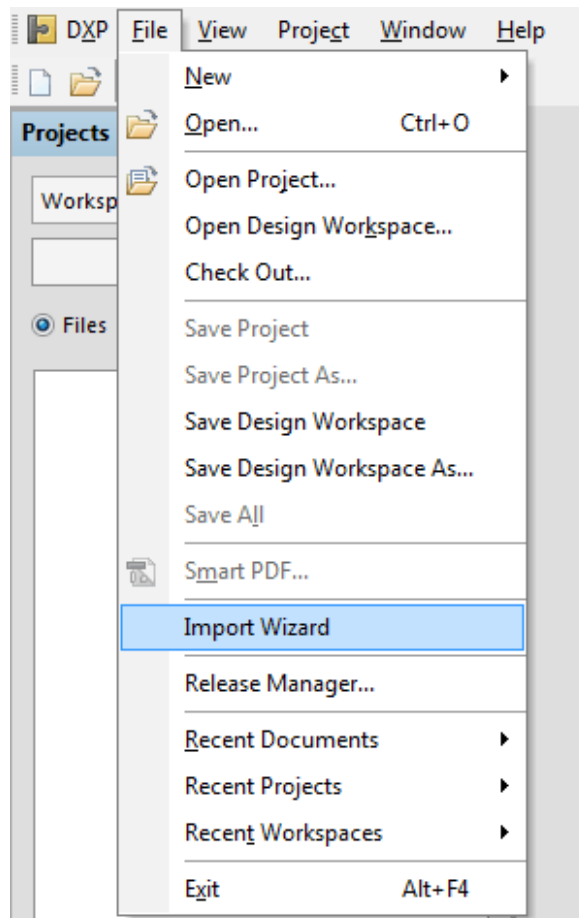 DXP File View Project Window Help
Projects
Worksp
Files
New
Open... Ctrl+O
Open Project...
Open Design Workspace...
Check Out...
Save Project
Save Project As...
Save Design Workspace
Save Design Workspace As...
Save All
Smart PDF...
Import Wizard
Release Manager...
Recent Documents
Recent Projects
Recent Workspaces
Exit Alt+F4